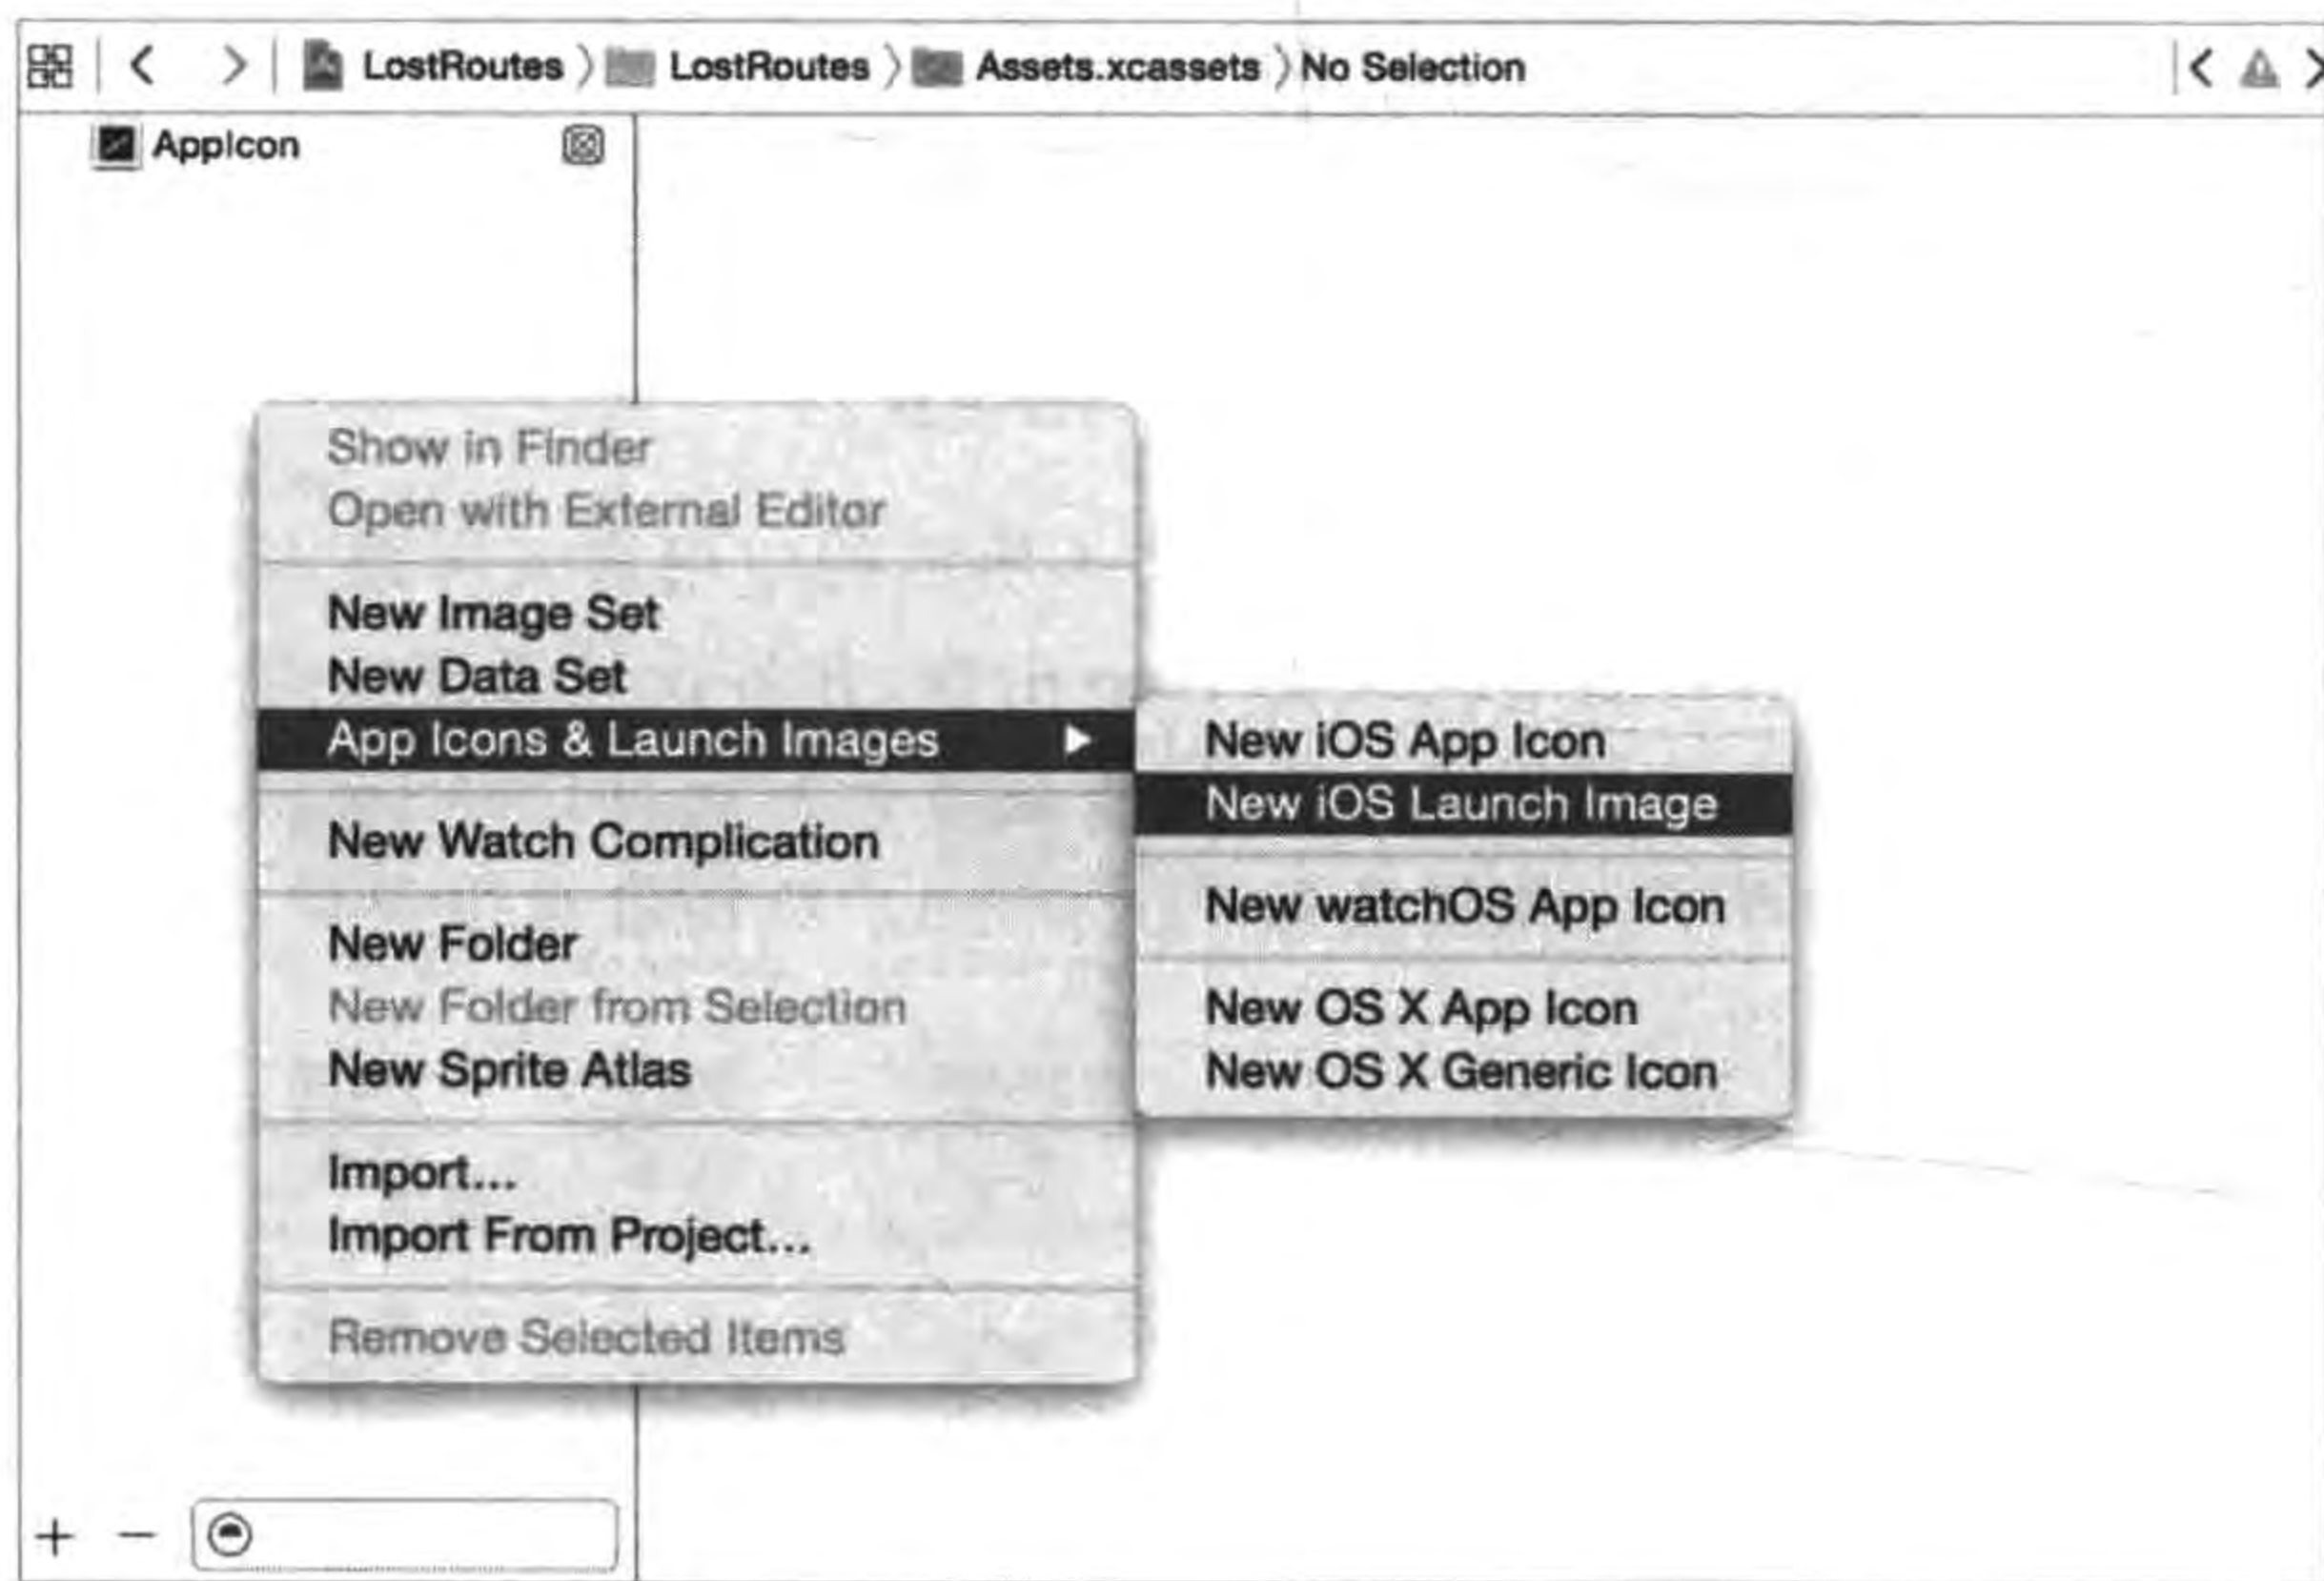 LostRoutes LostRoutes Assets.xcassets No Selection
AppIcon
Show in Finder
Open with External Editor
New Image Set
New Data Set
App Icons & Launch Images
New iOS App Icon
New iOS Launch Image
New Watch Complication
New watchOS App Icon
New Folder
New Folder from Selection
New OS X App Icon
New Sprite Atlas
New OS X Generic Icon
Import...
Import From Project...
Remove Selected Items